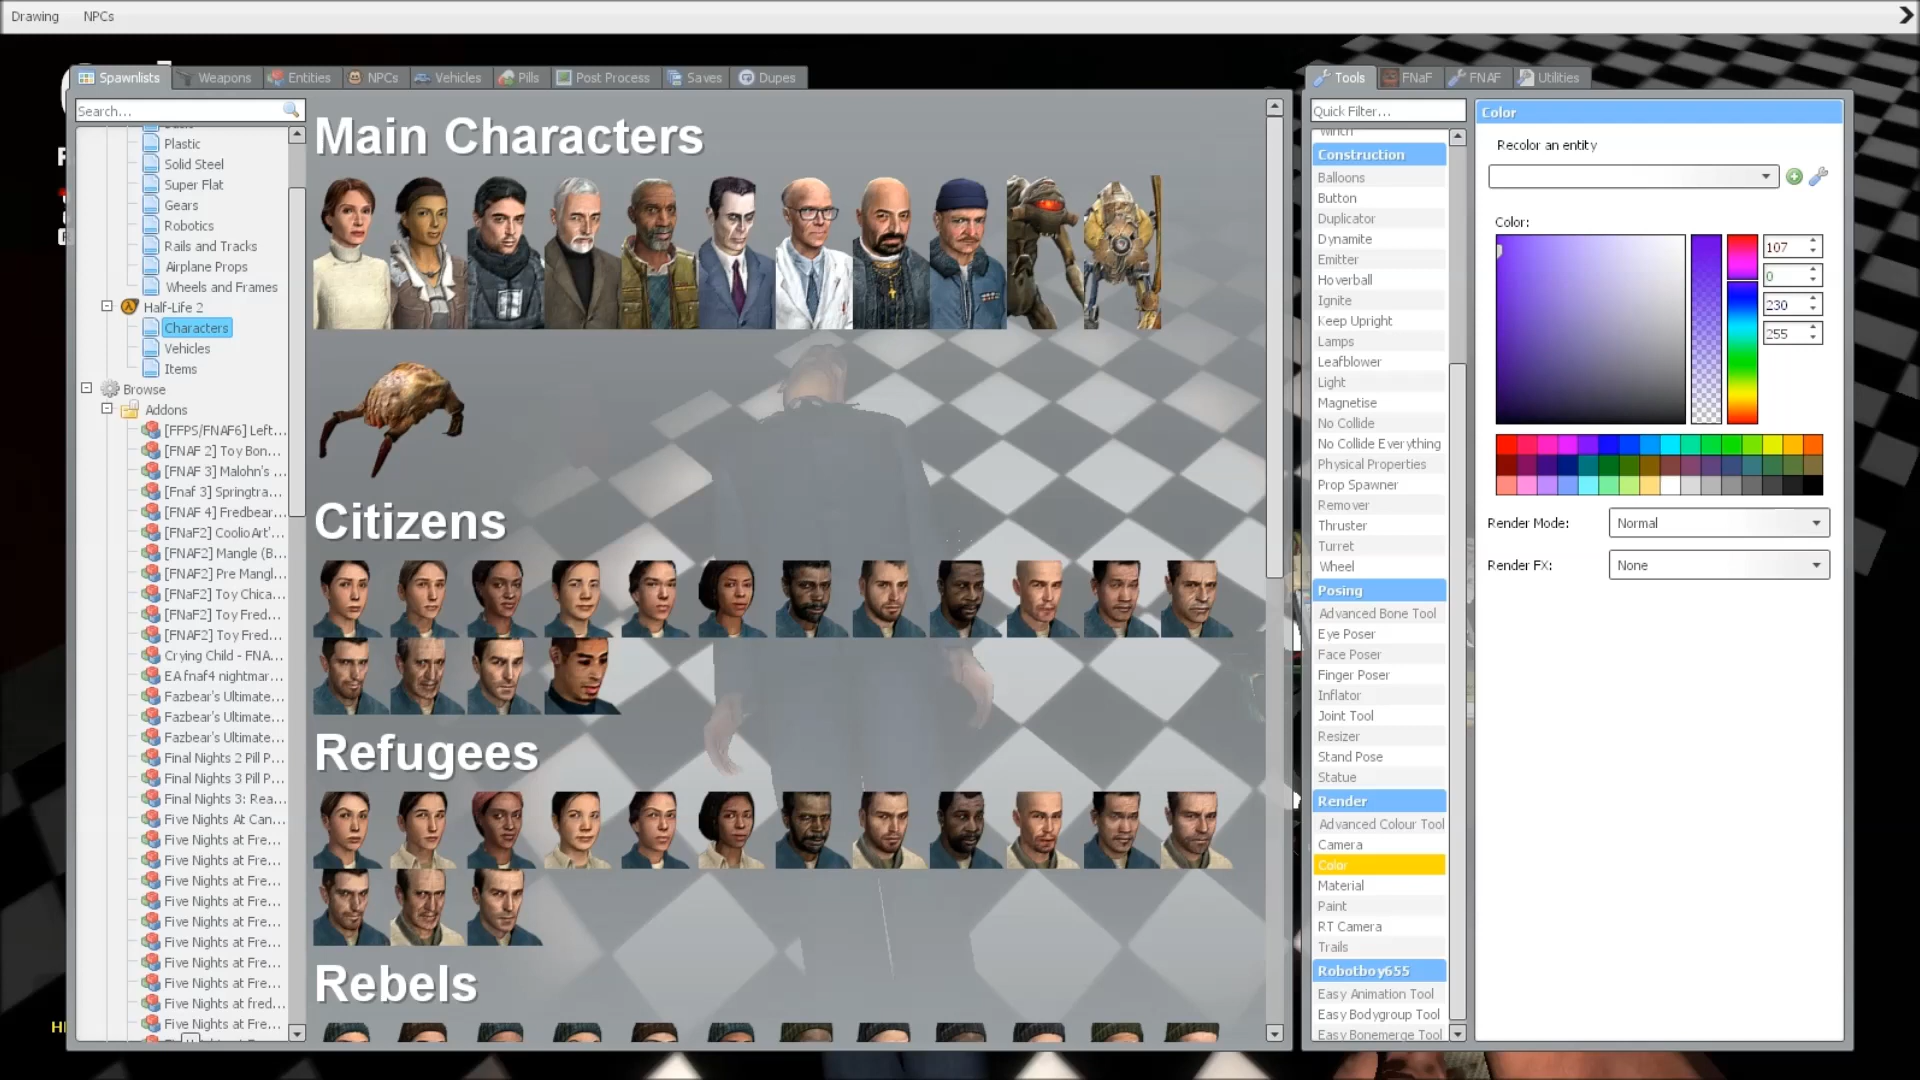 Drawing NPCs
Spawnlists Weapons Entities NPCs Vehicles Pills Post Process Saves Dupes
Search...
Plastic
Solid Steel
Super Flat
Gears
Robotics
Rails and Tracks
Airplane Props
Wheels and Frames
Half-Life 2
Characters
Vehicles
Items
Browse
Addons
[FFPS/FNAF6] Left...
[FNAF 2] Toy Bon...
[FNAF 3] Malohn's ...
[Fnaf 3] Springtra...
[FNAF 4] Fredbear...
[FNaF2] CoolioArt'...
[FNAF2] Mangle (B...
[FNAF2] Pre Mangl...
[FNaF2] Toy Chica...
[FNAF2] Toy Fred...
[FNAF2] Toy Fred...
Crying Child - FNA...
EA fnaf4 nightmar...
Fazbear's Ultimate...
Fazbear's Ultimate...
Fazbear's Ultimate...
Final Nights 2 Pill P...
Final Nights 3 Pill P...
Final Nights 3: Rea...
Five Nights At Can...
Five Nights at Fre...
Five Nights at Fre...
Five Nights at Fre...
Five Nights at Fre...
Five Nights at Fre...
Five Nights at Fre...
Five Nights at Fre...
Five Nights at Fre...
Five Nights at fred...
Five Nights at Fre...
Main Characters
Citizens
Refugees
Rebels
Tools FNaF FNAF Utilities
Quick Filter...
Winch
Construction
Balloons
Button
Duplicator
Dynamite
Emitter
Hoverball
Ignite
Keep Upright
Lamps
Leafblower
Light
Magnetise
No Collide
No Collide Everything
Physical Properties
Prop Spawner
Remover
Thruster
Turret
Wheel
Posing
Advanced Bone Tool
Eye Poser
Face Poser
Finger Poser
Inflator
Joint Tool
Resizer
Stand Pose
Statue
Render
Advanced Colour Tool
Camera
Color
Material
Paint
RT Camera
Trails
Robotboy655
Easy Animation Tool
Easy Bodygroup Tool
Easy Bonemerge Tool
Color
Recolor an entity
Color:
107
0
230
255
Render Mode: Normal
Render FX: None